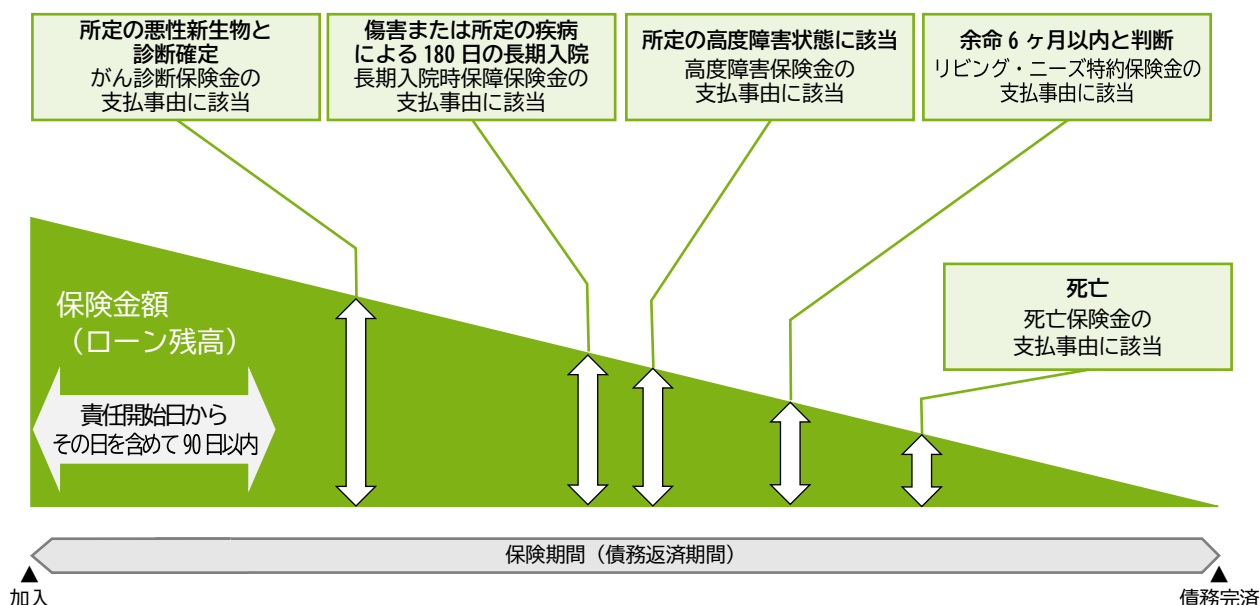 所定の悪性新生物と
診断確定
がん診断保険金の
支払事由に該当
傷害または所定の疾病
による 180 日の長期入院
長期入院時保障保険金の
支払事由に該当
所定の高度障害状態に該当
高度障害保険金の
支払事由に該当
余命 6 ヶ月以内と判断
リビング・ニーズ特約保険金の
支払事由に該当
死亡
死亡保険金の
支払事由に該当
保険金額
（ローン残高）
責任開始日から
その日を含めて 90 日以内
保険期間（債務返済期間）
▲
加入
▲
債務完済